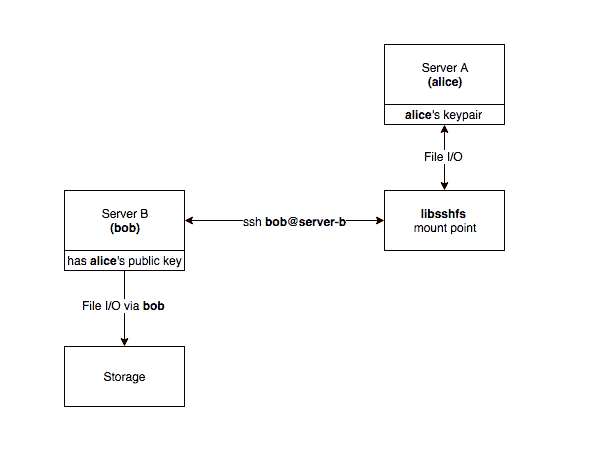 Server A
(alice)
alice's keypair
File I/O
Server B
(bob)
has alice's public key
ssh bob@server-b
libsshfs
mount point
File I/O via bob
Storage